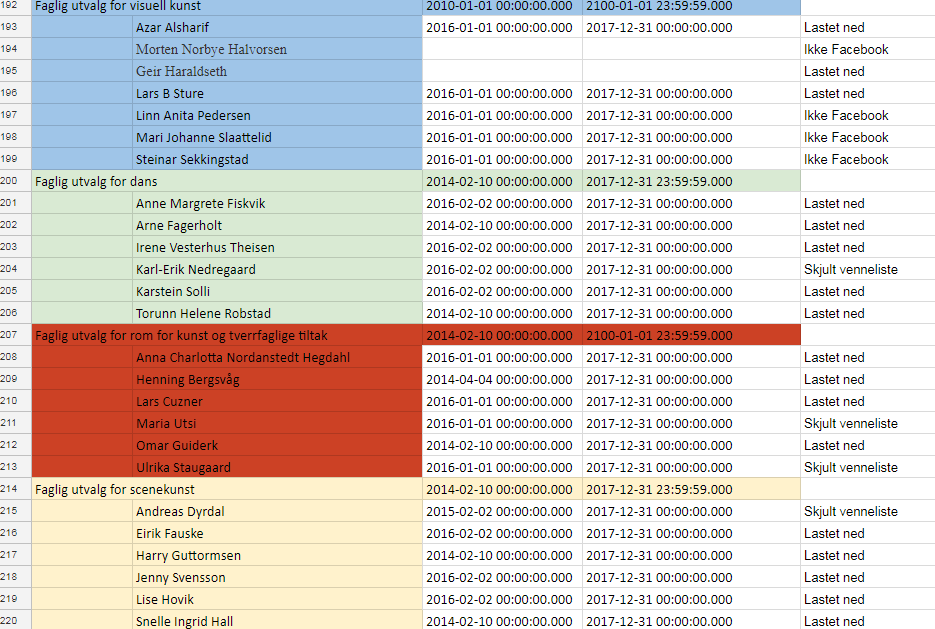 192 Faglig utvalg for visuell kunst 2010-01-01 00:00:00.000 2100-01-01 23:59:59.000
193 Azar Alsharif 2016-01-01 00:00:00.000 2017-12-31 00:00:00.000 Lastet ned
194 Morten Norbye Halvorsen Ikke Facebook
195 Geir Haraldseth Lastet ned
196 Lars B Sture 2016-01-01 00:00:00.000 2017-12-31 00:00:00.000 Lastet ned
197 Linn Anita Pedersen 2016-01-01 00:00:00.000 2017-12-31 00:00:00.000 Ikke Facebook
198 Mari Johanne Slaattelid 2016-01-01 00:00:00.000 2017-12-31 00:00:00.000 Ikke Facebook
199 Steinar Sekkingstad 2016-01-01 00:00:00.000 2017-12-31 00:00:00.000 Ikke Facebook
200 Faglig utvalg for dans 2014-02-10 00:00:00.000 2017-12-31 23:59:59.000
201 Anne Margrete Fiskvik 2016-02-02 00:00:00.000 2017-12-31 00:00:00.000 Lastet ned
202 Arne Fagerholt 2014-02-10 00:00:00.000 2017-12-31 00:00:00.000 Lastet ned
203 Irene Vesterhus Theisen 2016-02-02 00:00:00.000 2017-12-31 00:00:00.000 Lastet ned
204 Karl-Erik Nedregaard 2016-02-02 00:00:00.000 2017-12-31 00:00:00.000 Skjult venneliste
205 Karstein Solli 2016-02-02 00:00:00.000 2017-12-31 00:00:00.000 Lastet ned
206 Torunn Helene Robstad 2014-02-10 00:00:00.000 2017-12-31 00:00:00.000 Lastet ned
207 Faglig utvalg for rom for kunst og tverrfaglige tiltak 2014-02-10 00:00:00.000 2100-01-01 23:59:59.000
208 Anna Charlotta Nordanstedt Hegdahl 2016-01-01 00:00:00.000 2017-12-31 00:00:00.000 Lastet ned
209 Henning Bergsvåg 2014-04-04 00:00:00.000 2017-12-31 00:00:00.000 Lastet ned
210 Lars Cuzner 2016-01-01 00:00:00.000 2017-12-31 00:00:00.000 Lastet ned
211 Maria Utsi 2016-01-01 00:00:00.000 2017-12-31 00:00:00.000 Skjult venneliste
212 Omar Guiderk 2014-02-10 00:00:00.000 2017-12-31 00:00:00.000 Lastet ned
213 Ulrika Staugaard 2016-01-01 00:00:00.000 2017-12-31 00:00:00.000 Skjult venneliste
214 Faglig utvalg for scenekunst 2014-02-10 00:00:00.000 2017-12-31 23:59:59.000
215 Andreas Dyrdal 2015-02-02 00:00:00.000 2017-12-31 00:00:00.000 Skjult venneliste
216 Eirik Fauske 2016-02-02 00:00:00.000 2017-12-31 00:00:00.000 Lastet ned
217 Harry Guttormsen 2014-02-10 00:00:00.000 2017-12-31 00:00:00.000 Lastet ned
218 Jenny Svensson 2016-02-02 00:00:00.000 2017-12-31 00:00:00.000 Lastet ned
219 Lise Hovik 2016-02-02 00:00:00.000 2017-12-31 00:00:00.000 Lastet ned
220 Snelle Ingrid Hall 2014-02-10 00:00:00.000 2017-12-31 00:00:00.000 Lastet ned